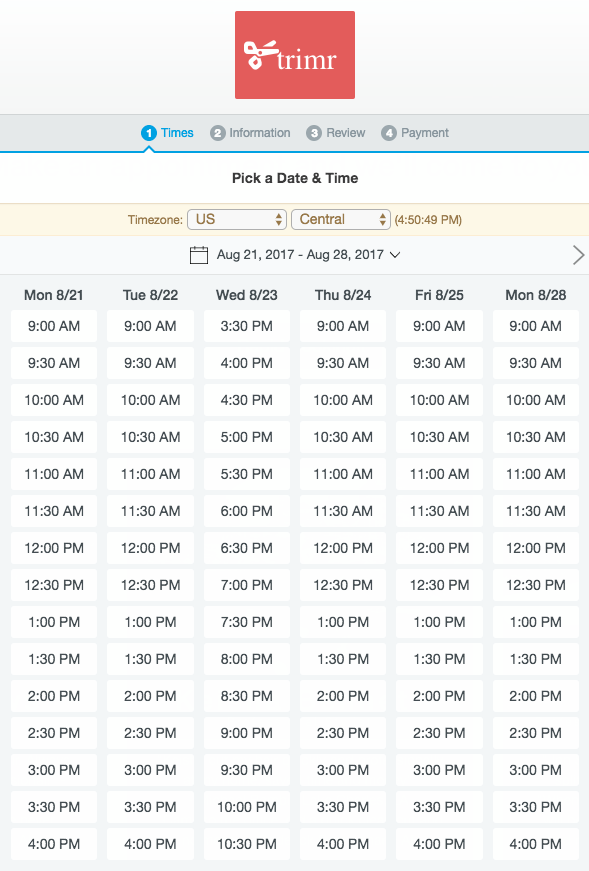 trimr
1 Times 2 Information 3 Review 4 Payment
Pick a Date & Time
Timezone: US Central (4:50:49 PM)
Aug 21, 2017 - Aug 28, 2017
Mon 8/21 Tue 8/22 Wed 8/23 Thu 8/24 Fri 8/25 Mon 8/28
9:00 AM 9:00 AM 3:30 PM 9:00 AM 9:00 AM 9:00 AM
9:30 AM 9:30 AM 4:00 PM 9:30 AM 9:30 AM 9:30 AM
10:00 AM 10:00 AM 4:30 PM 10:00 AM 10:00 AM 10:00 AM
10:30 AM 10:30 AM 5:00 PM 10:30 AM 10:30 AM 10:30 AM
11:00 AM 11:00 AM 5:30 PM 11:00 AM 11:00 AM 11:00 AM
11:30 AM 11:30 AM 6:00 PM 11:30 AM 11:30 AM 11:30 AM
12:00 PM 12:00 PM 6:30 PM 12:00 PM 12:00 PM 12:00 PM
12:30 PM 12:30 PM 7:00 PM 12:30 PM 12:30 PM 12:30 PM
1:00 PM 1:00 PM 7:30 PM 1:00 PM 1:00 PM 1:00 PM
1:30 PM 1:30 PM 8:00 PM 1:30 PM 1:30 PM 1:30 PM
2:00 PM 2:00 PM 8:30 PM 2:00 PM 2:00 PM 2:00 PM
2:30 PM 2:30 PM 9:00 PM 2:30 PM 2:30 PM 2:30 PM
3:00 PM 3:00 PM 9:30 PM 3:00 PM 3:00 PM 3:00 PM
3:30 PM 3:30 PM 10:00 PM 3:30 PM 3:30 PM 3:30 PM
4:00 PM 4:00 PM 10:30 PM 4:00 PM 4:00 PM 4:00 PM